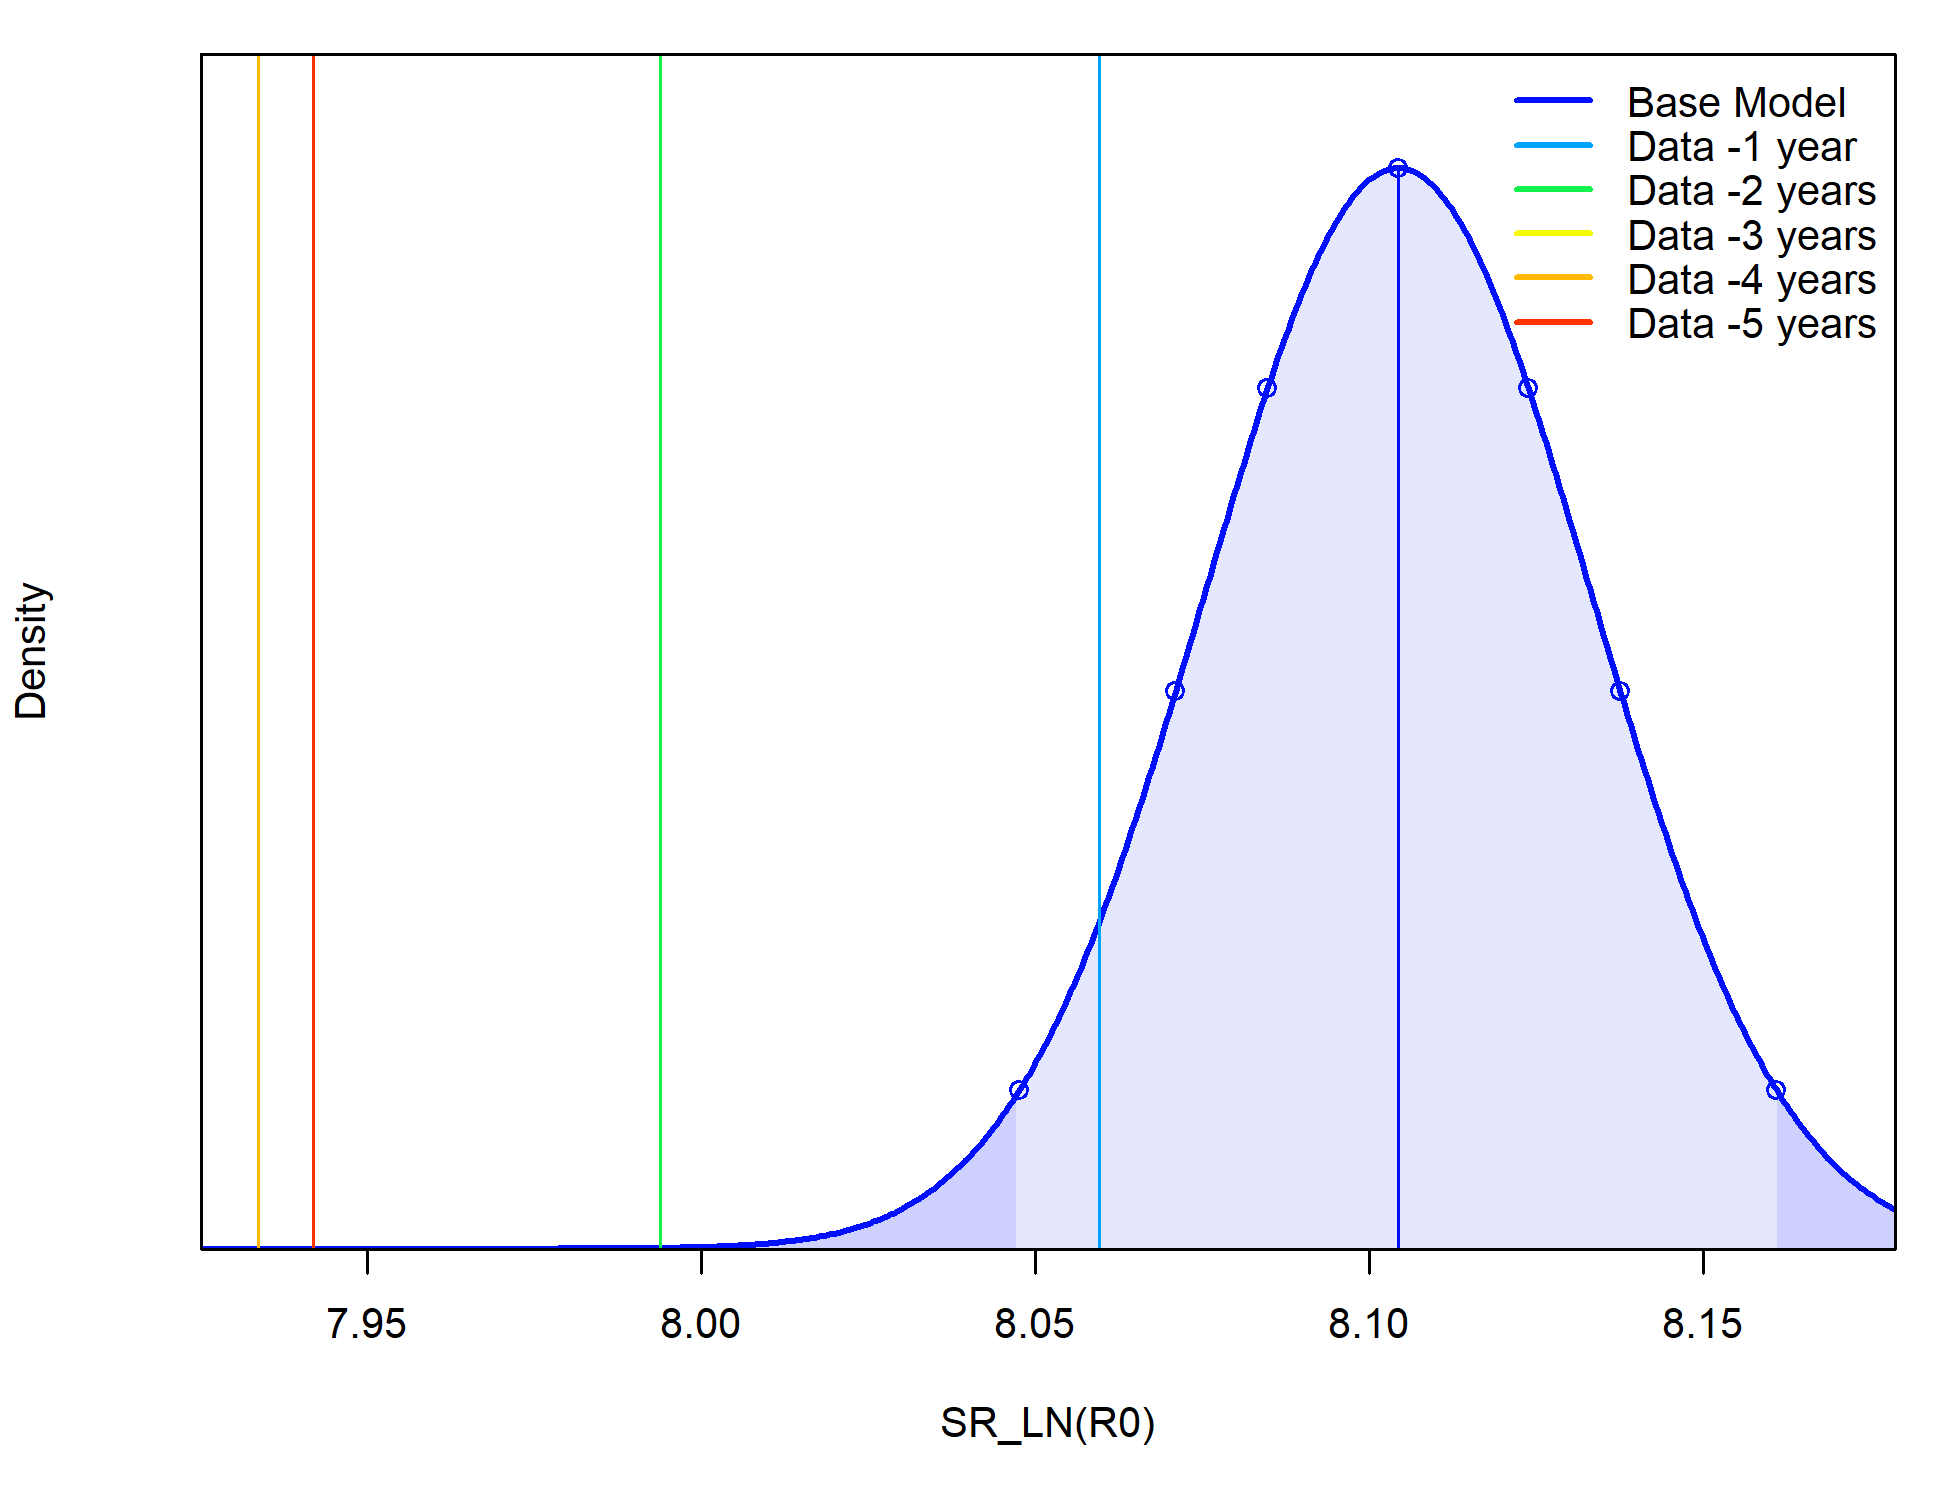 Base Model
Data -1 year
Data -2 years
Data -3 years
Data -4 years
Data -5 years
Density
7.95 8.00 8.05 8.10 8.15
SR_LN(R0)